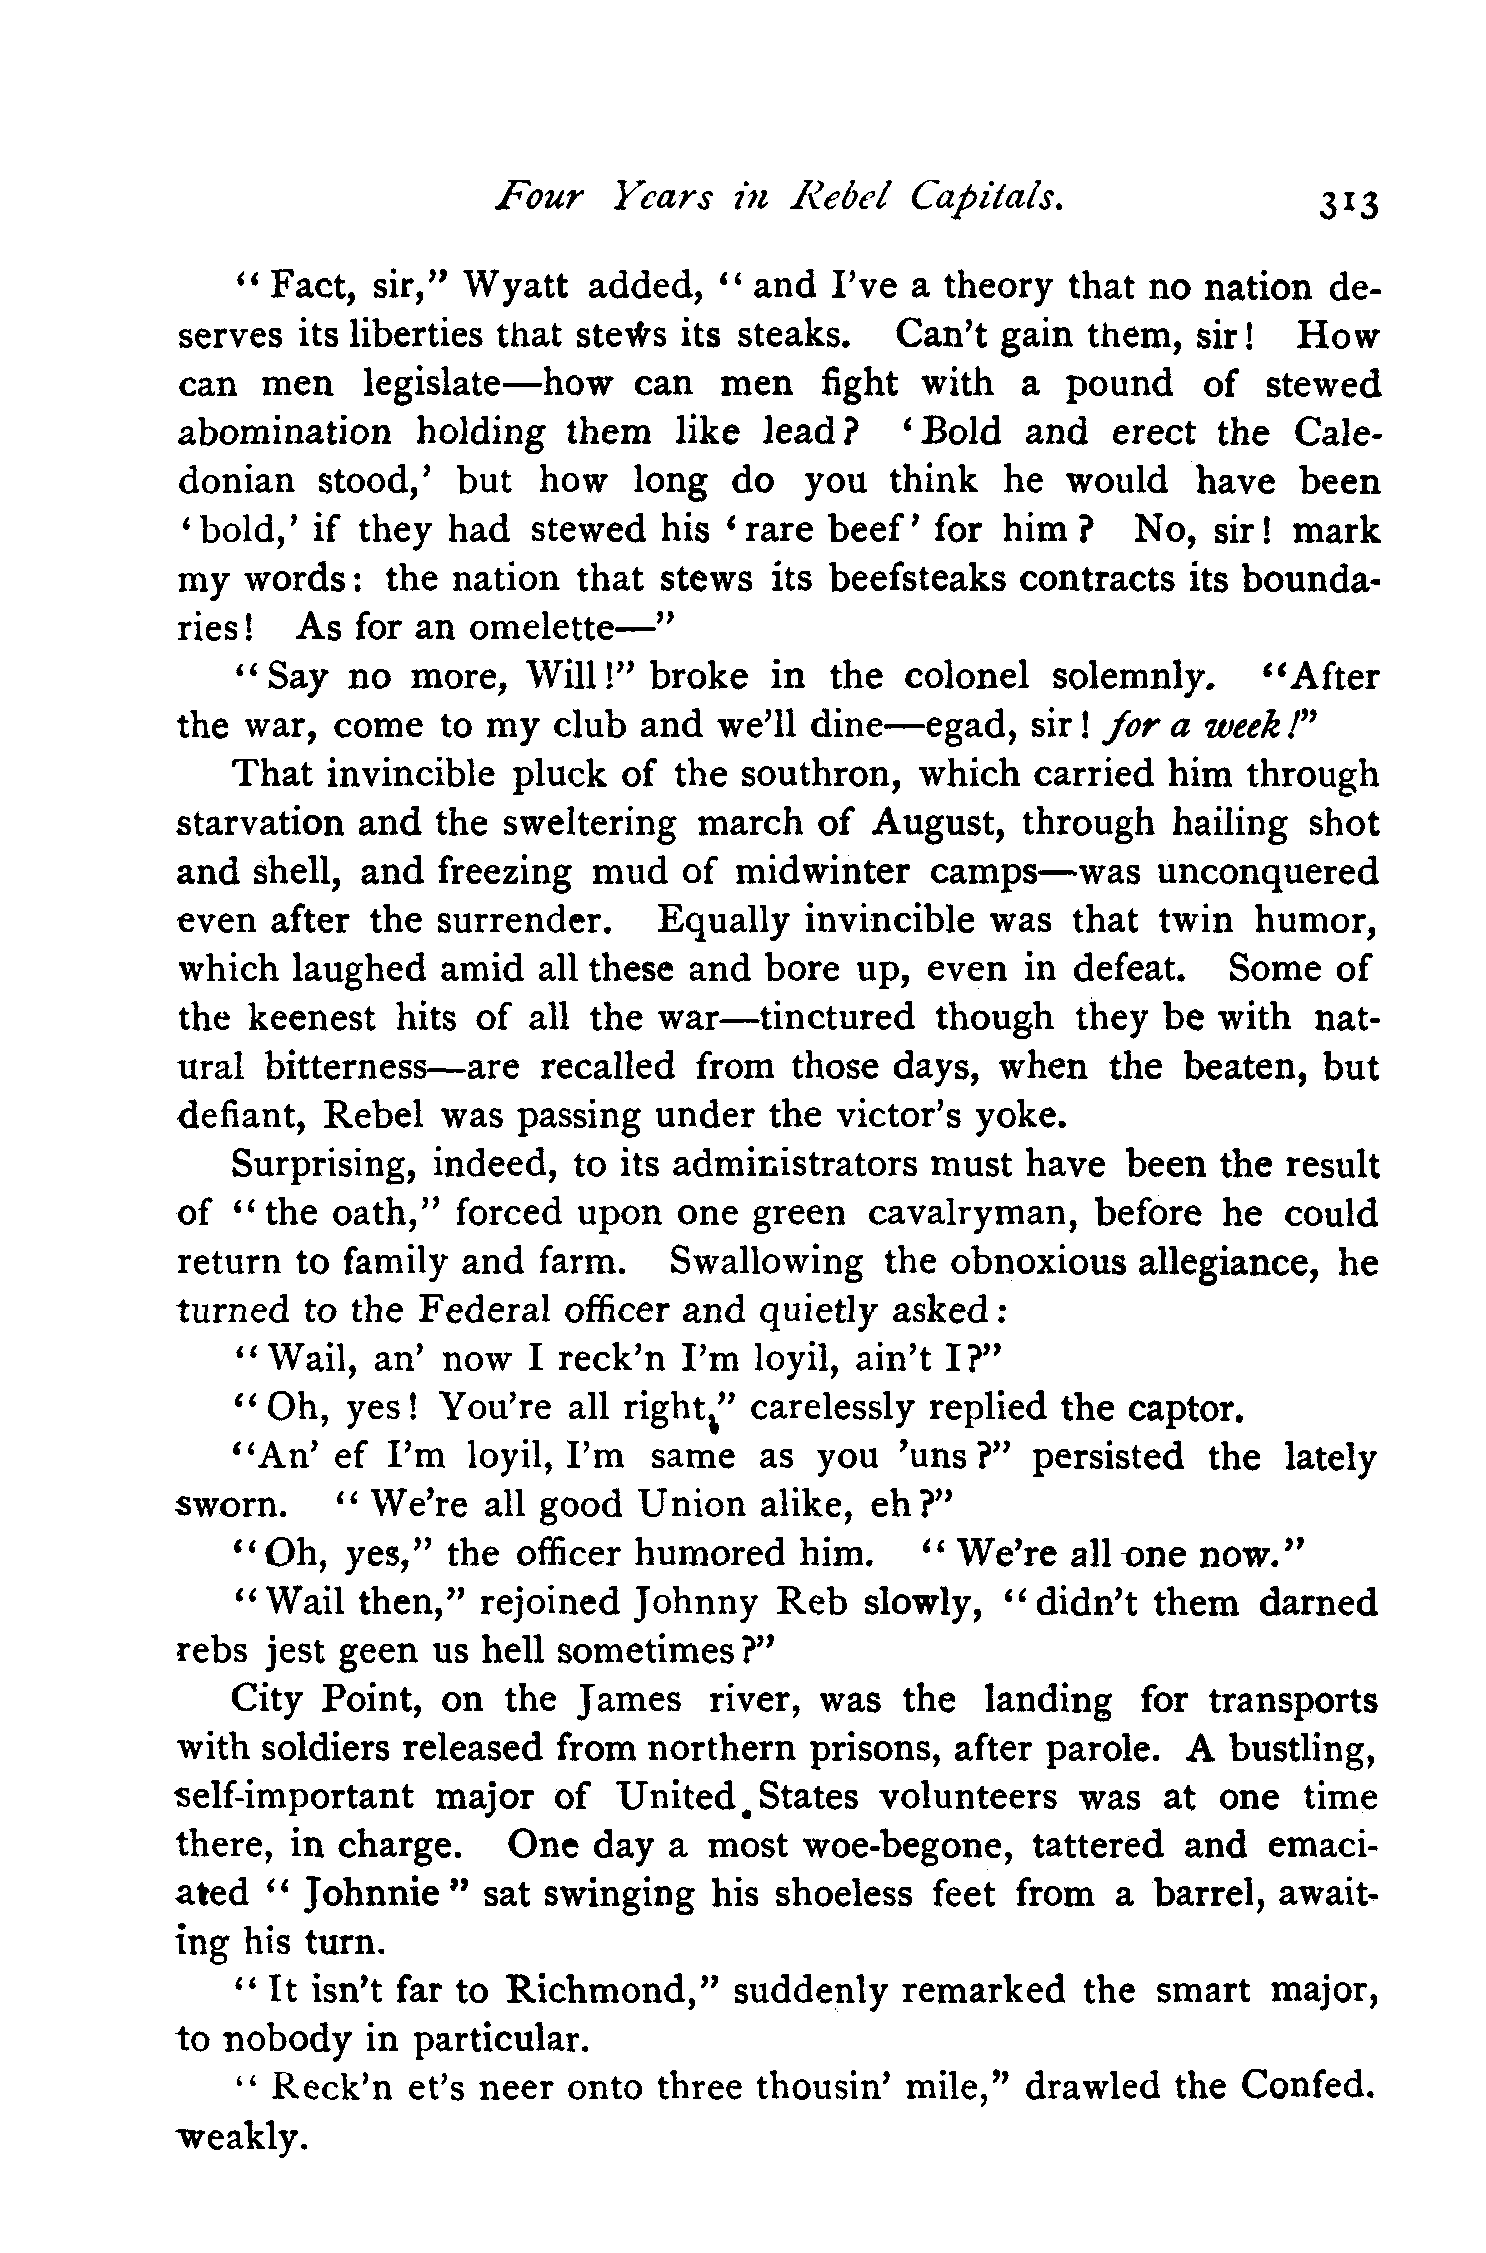 Four Years in Rebel Capitals. 313
" Fact, sir," Wyatt added, " and I've a theory that no nation de-
serves its liberties that stews its steaks. Can't gain them, sir! How
can men legislate—how can men fight with a pound of stewed
abomination holding them like lead? ' Bold and erect the Cale-
donian stood,' but how long do you think he would have been
' bold,' if they had stewed his ' rare beef' for him? No, sir! mark
my words: the nation that stews its beefsteaks contracts its bounda-
ries! As for an omelette—"
" Say no more, Will!" broke in the colonel solemnly. "After
the war, come to my club and we'll dine—egad, sir! for a week!"
That invincible pluck of the southron, which carried him through
starvation and the sweltering march of August, through hailing shot
and shell, and freezing mud of midwinter camps—was unconquered
even after the surrender. Equally invincible was that twin humor,
which laughed amid all these and bore up, even in defeat. Some of
the keenest hits of all the war—tinctured though they be with nat-
ural bitterness—are recalled from those days, when the beaten, but
defiant, Rebel was passing under the victor's yoke.
Surprising, indeed, to its administrators must have been the result
of " the oath," forced upon one green cavalryman, before he could
return to family and farm. Swallowing the obnoxious allegiance, he
turned to the Federal officer and quietly asked:
" Wail, an' now I reck'n I'm loyil, ain't I?"
" Oh, yes! You're all right," carelessly replied the captor.
"An' ef I'm loyil, I'm same as you 'uns?" persisted the lately
sworn. " We're all good Union alike, eh?"
" Oh, yes," the officer humored him. " We're all one now."
" Wail then," rejoined Johnny Reb slowly, " didn't them darned
rebs jest geen us hell sometimes?"
City Point, on the James river, was the landing for transports
with soldiers released from northern prisons, after parole. A bustling,
self-important major of United States volunteers was at one time
there, in charge. One day a most woe-begone, tattered and emaci-
ated " Johnnie " sat swinging his shoeless feet from a barrel, await-
ing his turn.
" It isn't far to Richmond," suddenly remarked the smart major,
to nobody in particular.
" Reck'n et's neer onto three thousin' mile," drawled the Confed.
weakly.